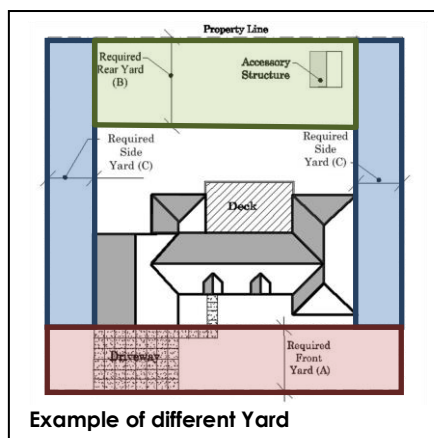 Property Line
Required
Rear Yard
(B)
Accessory
Structure
Required
Side
Yard (C)
Required
Side
Yard (C)
Deck
Driveway
Required
Front
Yard (A)
Example of different Yard